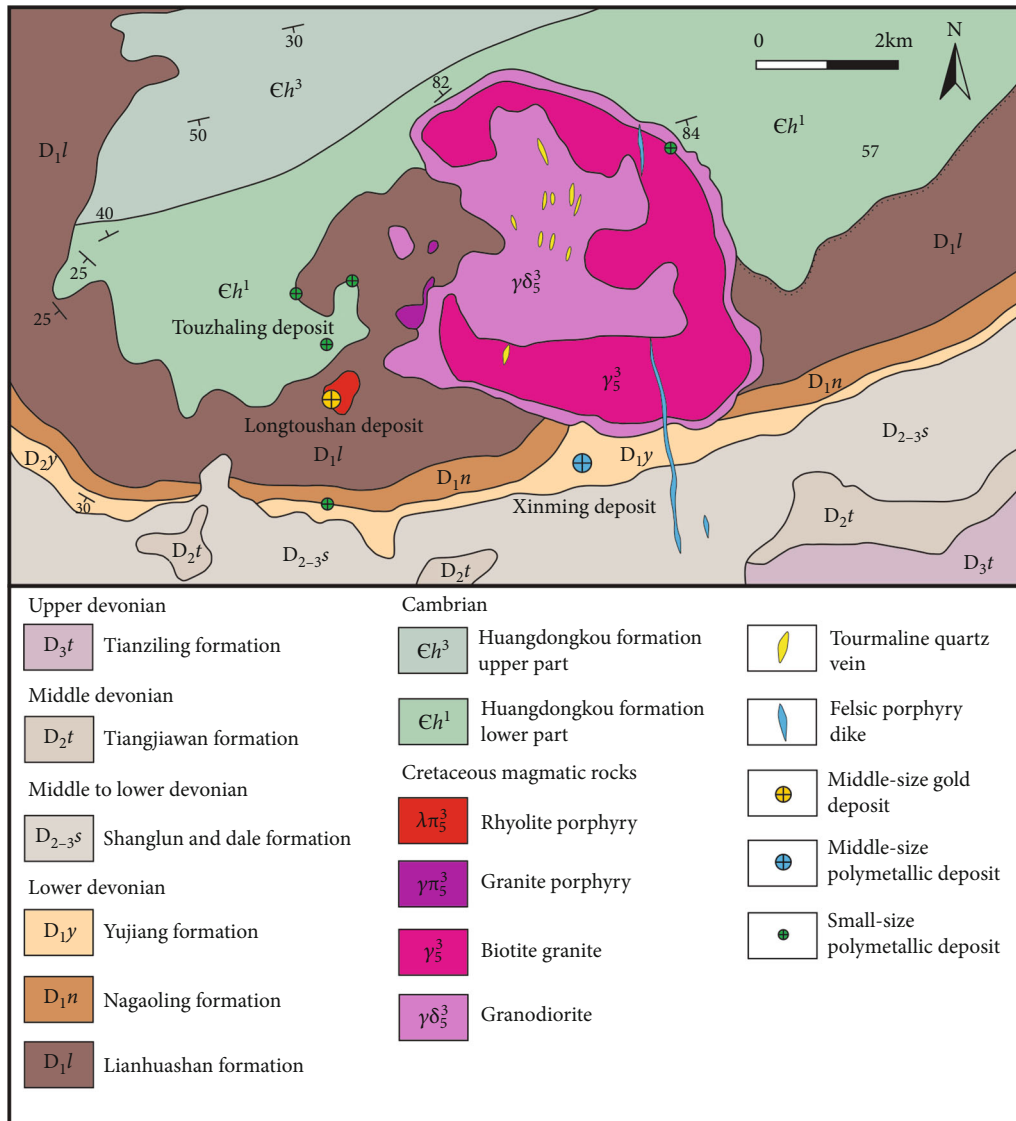 30
Єh³
50
82
0 2km
N
84
Єh¹
57
D₁l
40
25
25
Єh¹
Touzhaling deposit
γδ₅³
D₁l
γ₅³
D₁n
Longtoushan deposit
D₁l
D₂y
30
D₁n
D₁y
D₂₋₃s
Xinming deposit
D₂t
D₂₋₃s
D₂t
D₂t
D₃t
Upper devonian
D₃t Tianziling formation
Middle devonian
D₂t Tiangjiawan formation
Middle to lower devonian
D₂₋₃s Shanglun and dale formation
Lower devonian
D₁y Yujiang formation
D₁n Nagaoling formation
D₁l Lianhuashan formation
Cambrian
Єh³ Huangdongkou formation
upper part
Єh¹ Huangdongkou formation
lower part
Cretaceous magmatic rocks
λπ₅³ Rhyolite porphyry
γπ₅³ Granite porphyry
γ₅³ Biotite granite
γδ₅³ Granodiorite
Tourmaline quartz
vein
Felsic porphyry
dike
Middle-size gold
deposit
Middle-size
polymetallic deposit
Small-size
polymetallic deposit